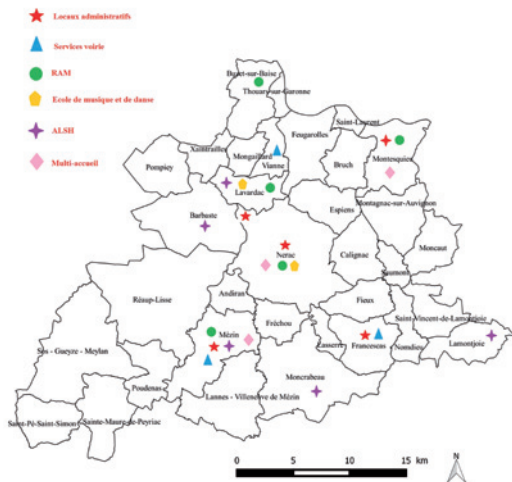 Locaux administratifs
Services voirie
RAM
Ecole de musique et de danse
ALSH
Multi-accueil
Buzet-sur-Baïse
Thouars-sur-Garonne
Saint-Laurent
Feugarolles
Xaintrailles
Mongaillard
Vianne
Bruch
Montesquieu
Pompiey
Lavardac
Montagnac-sur-Auvignon
Barbaste
Espiens
Nerac
Calignac
Moncaut
Saumont
Réaup-Lisse
Andiran
Fieux
Saint-Vincent-de-Lamontjoie
Mézin
Fréchou
Sos - Gueyze - Meylan
Lasserre
Francescas
Nomdieu
Lamontjoie
Poudenas
Moncrabeau
Lannes - Villeneuve de Mézin
Saint-Pé-Saint-Simon
Sainte-Maure-de-Peyriac
0 5 10 15 km
N